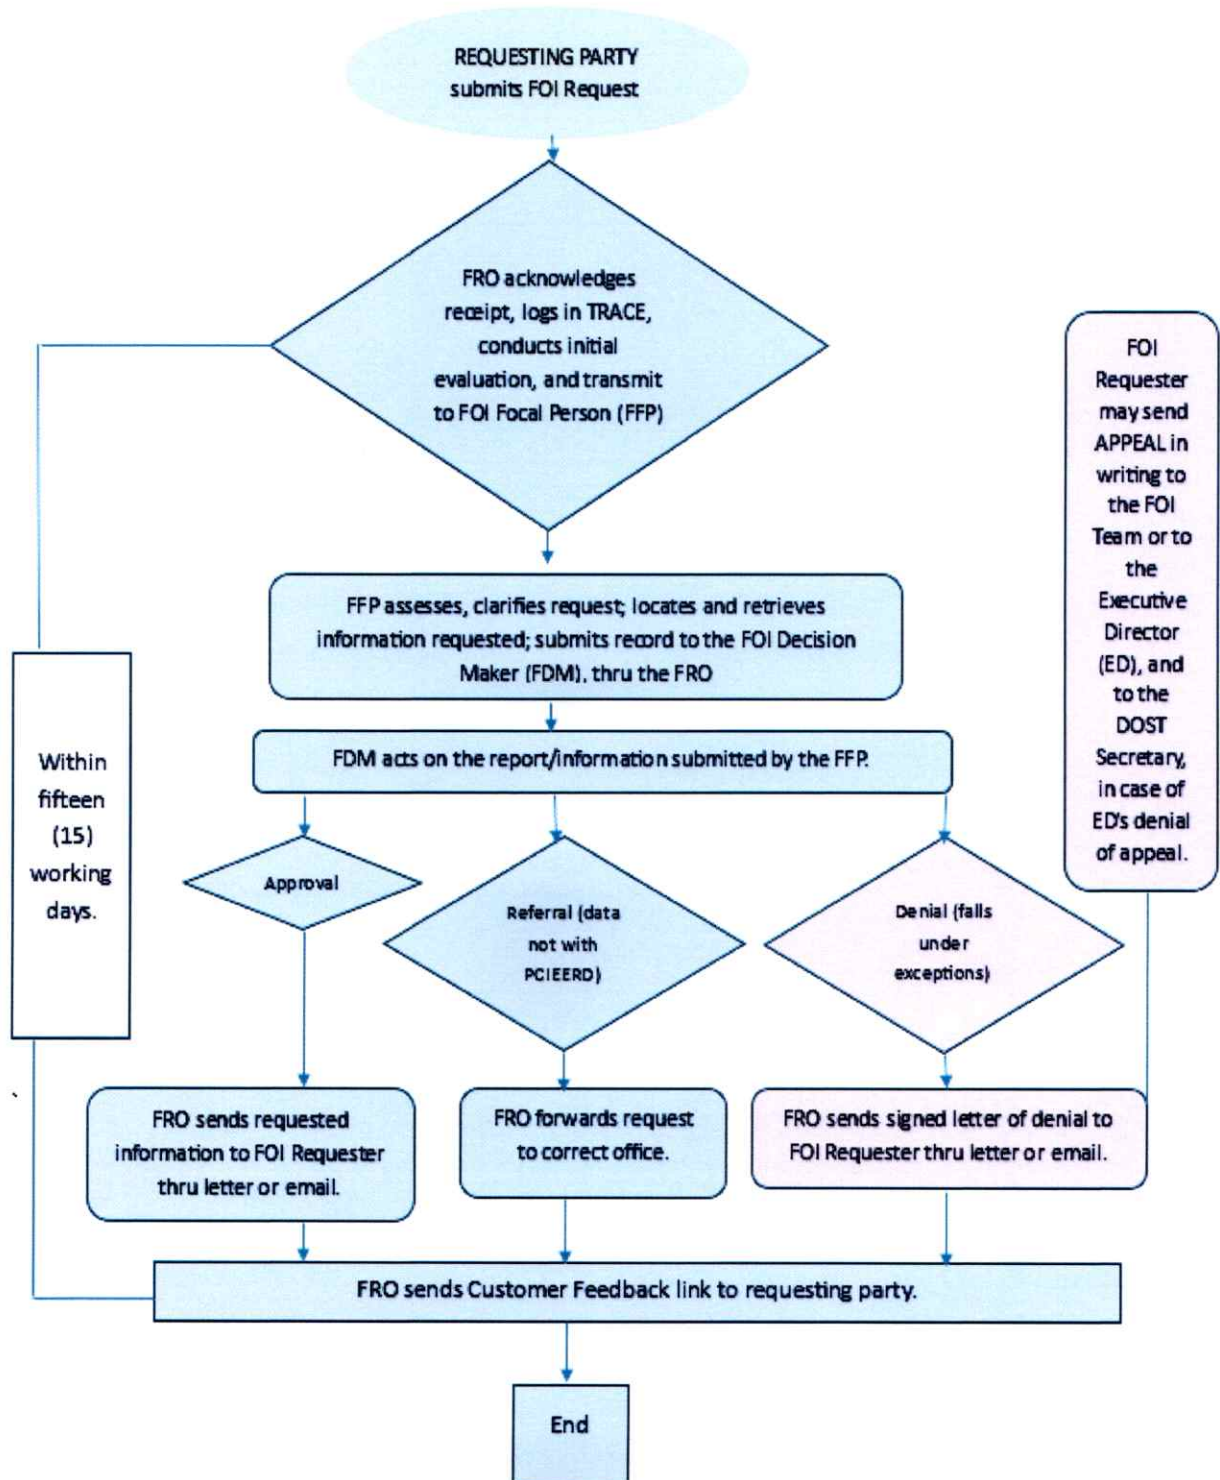 REQUESTING PARTY
submits FOI Request
FRO acknowledges
receipt, logs in TRACE,
conducts initial
evaluation, and transmit
to FOI Focal Person (FFP)
FOI
Requester
may send
APPEAL in
writing to
the FOI
Team or to
the
Executive
Director
(ED), and
to the
DOST
Secretary,
in case of
ED's denial
of appeal.
FFP assesses, clarifies request; locates and retrieves
information requested; submits record to the FOI Decision
Maker (FDM), thru the FRO
Within
fifteen
(15)
working
days.
FDM acts on the report/information submitted by the FFP.
Approval
Referral (data
not with
PCIEERD)
Denial (falls
under
exceptions)
FRO sends requested
information to FOI Requester
thru letter or email.
FRO forwards request
to correct office.
FRO sends signed letter of denial to
FOI Requester thru letter or email.
FRO sends Customer Feedback link to requesting party.
End